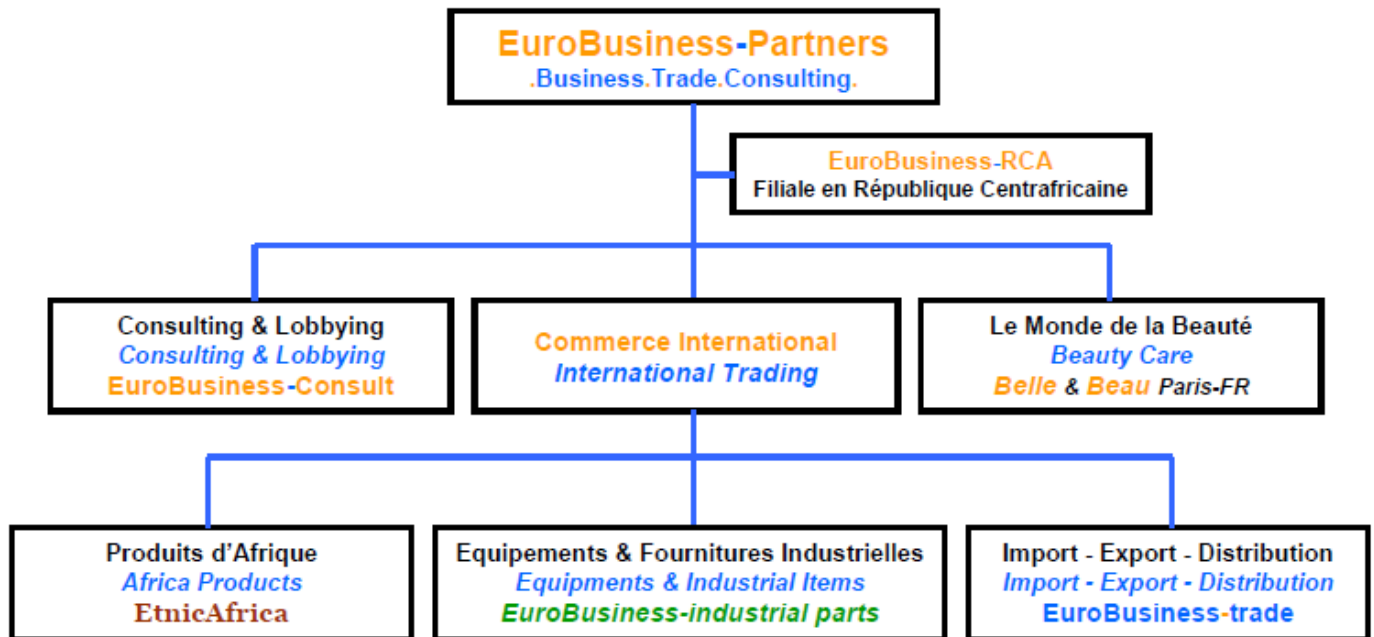 EuroBusiness-Partners
.Business.Trade.Consulting.
EuroBusiness-RCA
Filiale en République Centrafricaine
Consulting & Lobbying
Consulting & Lobbying
EuroBusiness-Consult
Commerce International
International Trading
Le Monde de la Beauté
Beauty Care
Belle & Beau Paris-FR
Produits d'Afrique
Africa Products
EtnicAfrica
Equipements & Fournitures Industrielles
Equipments & Industrial Items
EuroBusiness-industrial parts
Import - Export - Distribution
Import - Export - Distribution
EuroBusiness-trade